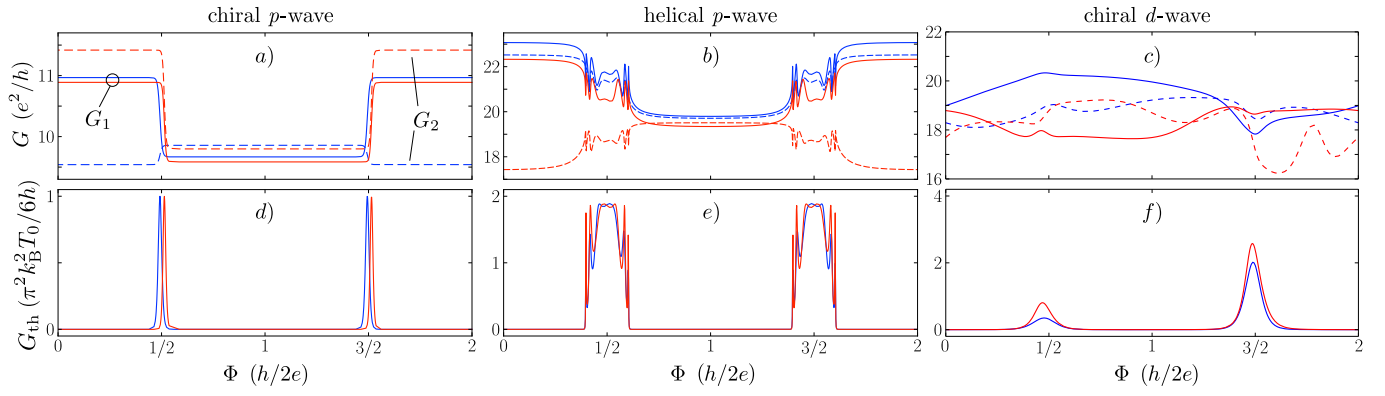 chiral p-wave helical p-wave chiral d-wave
G (e²/h)
11
10
a)
G₁
G₂
22
20
18
b)
22
20
18
16
c)
G_th (π²k_B²T₀/6h)
1
0
d)
2
1
0
e)
4
2
0
f)
0 1/2 1 3/2 2
0 1/2 1 3/2 2
0 1/2 1 3/2 2
Φ (h/2e) Φ (h/2e) Φ (h/2e)